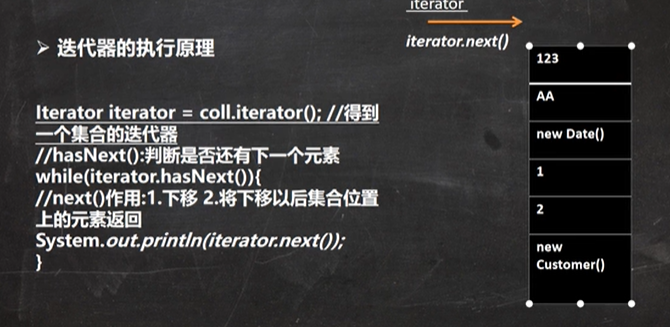 iterator
iterator.next()
➢ 迭代器的执行原理
Iterator iterator = coll.iterator(); //得到
一个集合的迭代器
//hasNext():判断是否还有下一个元素
while(iterator.hasNext()){
//next()作用:1.下移 2.将下移以后集合位置
上的元素返回
System.out.println(iterator.next());
}
123
AA
new Date()
1
2
new
Customer()